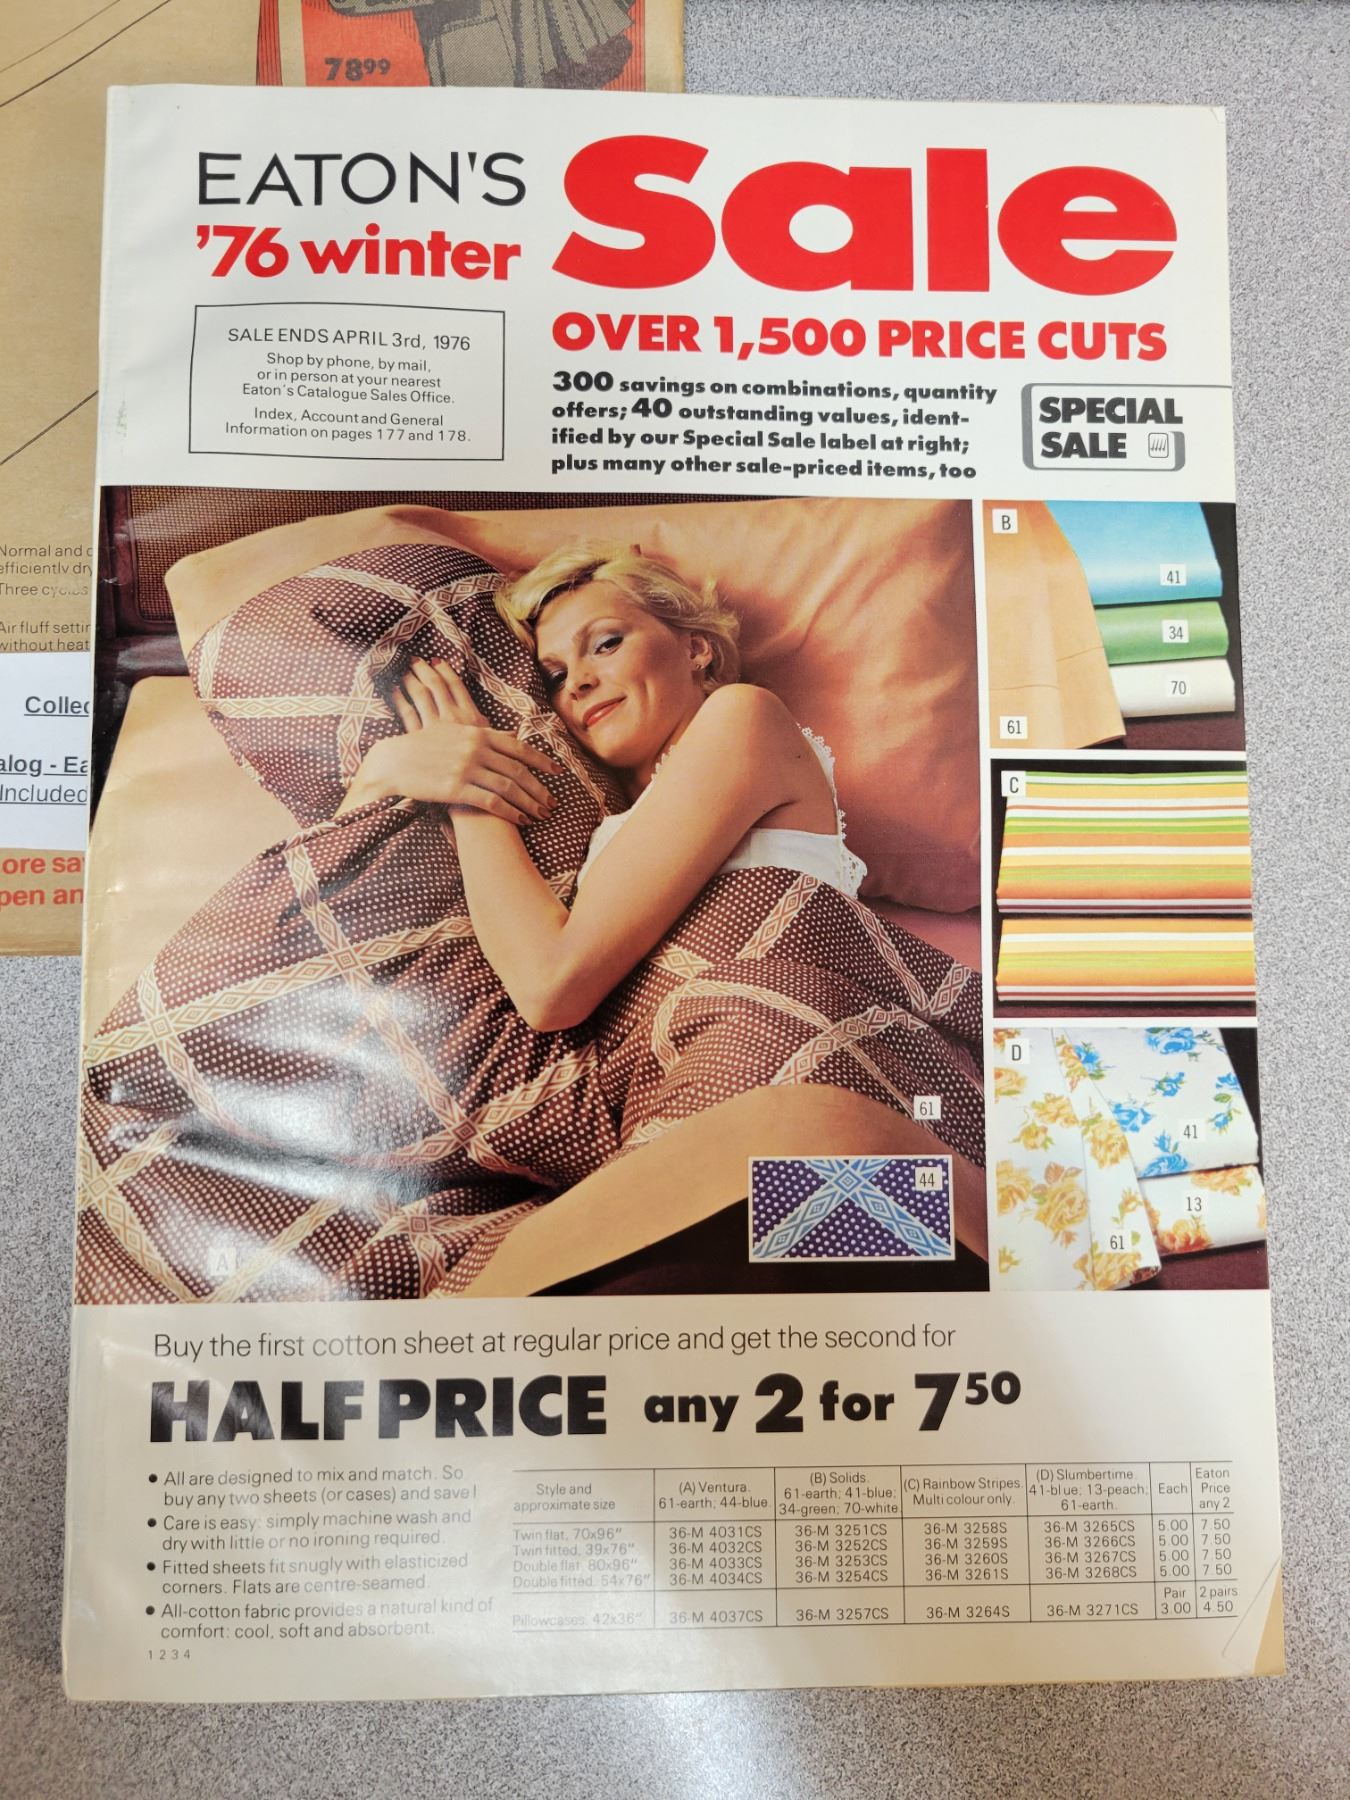 78⁹⁹
EATON'S
'76 winter
Sale
SALE ENDS APRIL 3rd, 1976
Shop by phone, by mail,
or in person at your nearest
Eaton's Catalogue Sales Office.
Index, Account and General
Information on pages 177 and 178.
OVER 1,500 PRICE CUTS
300 savings on combinations, quantity
offers; 40 outstanding values, ident-
ified by our Special Sale label at right;
plus many other sale-priced items, too
SPECIAL
SALE
Normal and
efficiently dry
Three cycles
Air fluff
without heat
Included
pen an
B
41
34
70
61
C
D
41
13
61
61
44
A
Buy the first cotton sheet at regular price and get the second for
HALF PRICE any 2 for 7⁵⁰
• All are designed to mix and match. So
buy any two sheets (or cases) and save!
• Care is easy: simply machine wash and
dry with little or no ironing required.
• Fitted sheets fit snugly with elasticized
corners. Flats are centre-seamed.
• All-cotton fabric provides a natural kind of
comfort: cool, soft and absorbent.
1 2 3 4
Style and
approximate size
(A) Ventura.
61-earth; 44-blue.
(B) Solids.
61-earth; 41-blue;
34-green; 70-white
(C) Rainbow Stripes.
Multi colour only.
(D) Slumbertime.
41-blue; 13-peach;
61-earth.
Each
Eaton
Price
any 2
Twin flat, 70x96" 36-M 4031CS 36-M 3251CS 36-M 3258S 36-M 3265CS 5.00 7.50
Twin fitted, 39x76" 36-M 4032CS 36-M 3252CS 36-M 3259S 36-M 3266CS 5.00 7.50
Double flat, 80x96" 36-M 4033CS 36-M 3253CS 36-M 3260S 36-M 3267CS 5.00 7.50
Double fitted, 54x76" 36-M 4034CS 36-M 3254CS 36-M 3261S 36-M 3268CS 5.00 7.50
Pair 2 pairs
Pillowcases, 42x36" 36-M 4037CS 36-M 3257CS 36-M 3264S 36-M 3271CS 3.00 4.50